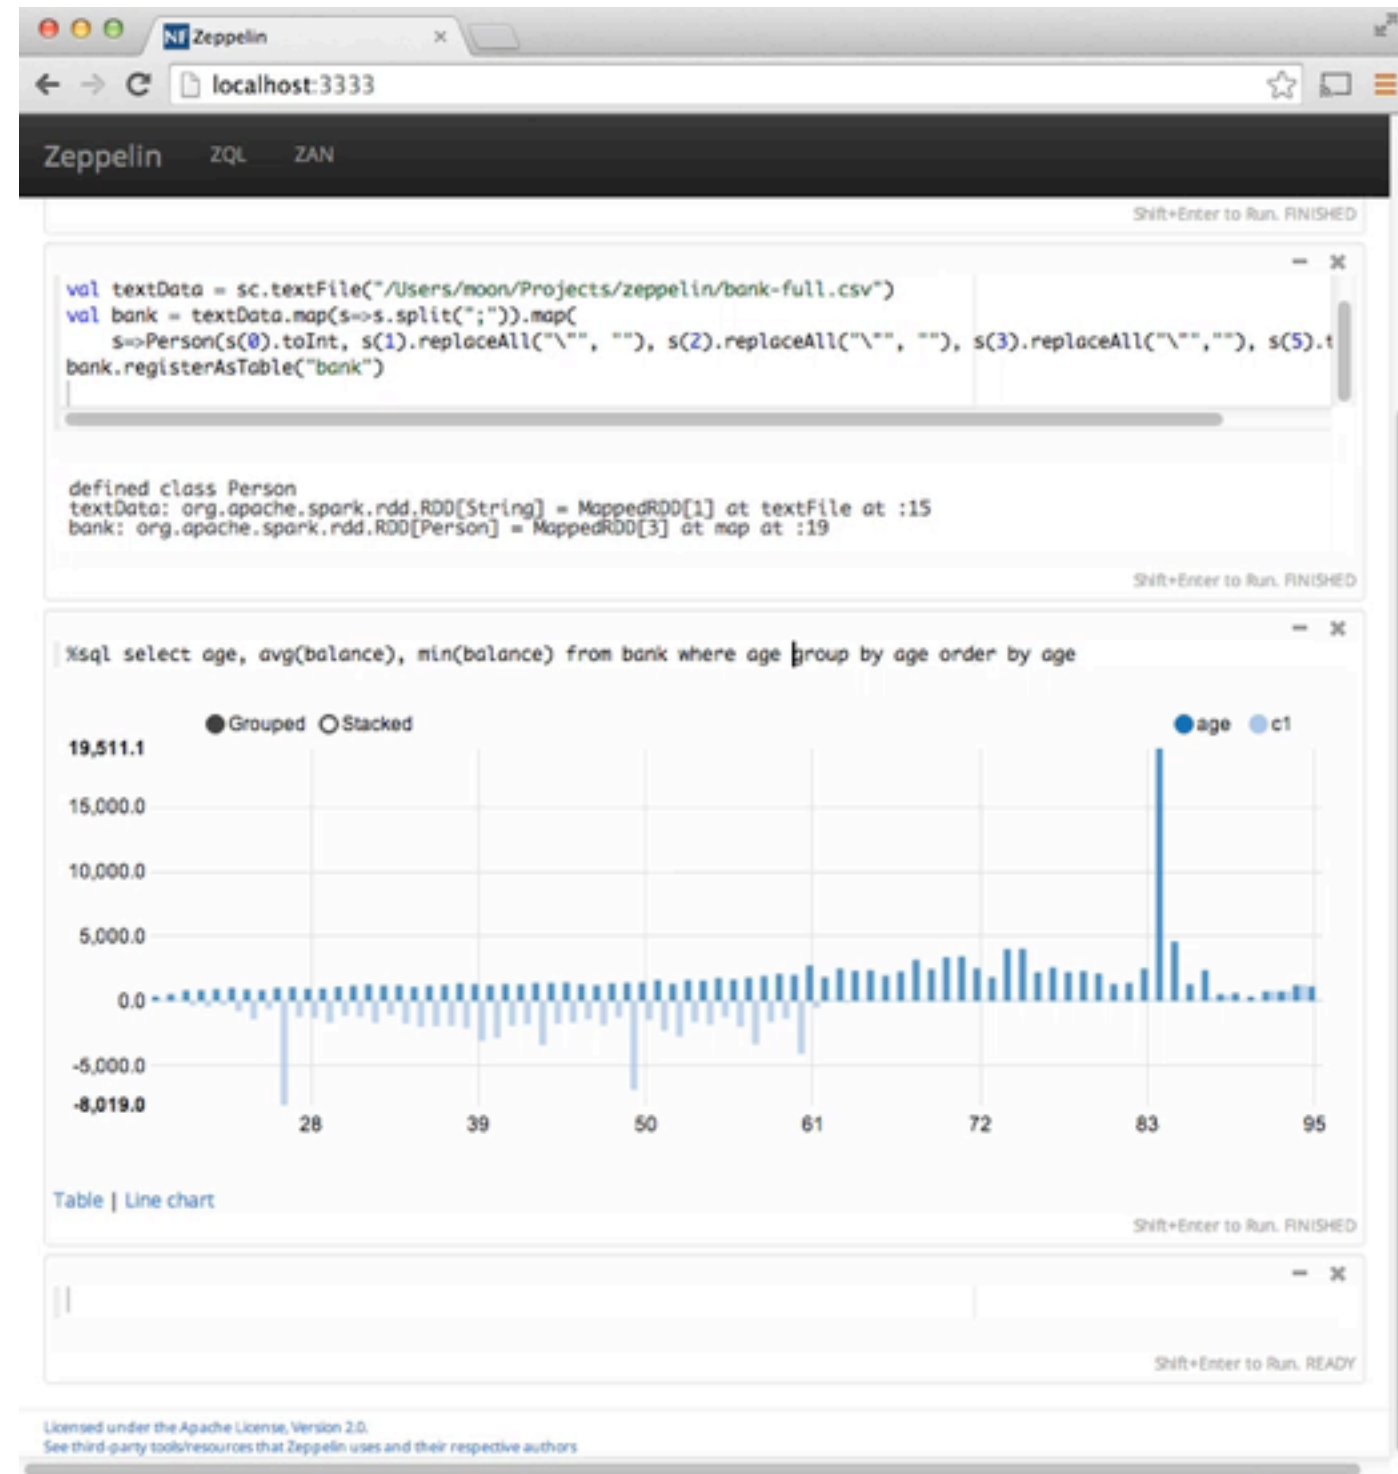 Zeppelin
localhost:3333
Zeppelin ZQL ZAN
Shift+Enter to Run. FINISHED
val textData = sc.textFile("/Users/moon/Projects/zeppelin/bank-full.csv")
val bank = textData.map(s=>s.split(";")).map(
s=>Person(s(0).toInt, s(1).replaceAll("\"", ""), s(2).replaceAll("\"", ""), s(3).replaceAll("\"",""), s(5).t
bank.registerAsTable("bank")
defined class Person
textData: org.apache.spark.rdd.RDD[String] = MappedRDD[1] at textFile at :15
bank: org.apache.spark.rdd.RDD[Person] = MappedRDD[3] at map at :19
Shift+Enter to Run. FINISHED
%sql select age, avg(balance), min(balance) from bank where age group by age order by age
Grouped Stacked age c1
19,511.1
15,000.0
10,000.0
5,000.0
0.0
-5,000.0
-8,019.0
28 39 50 61 72 83 95
Table | Line chart
Shift+Enter to Run. FINISHED
Shift+Enter to Run. READY
Licensed under the Apache License, Version 2.0.
See third-party tools/resources that Zeppelin uses and their respective authors